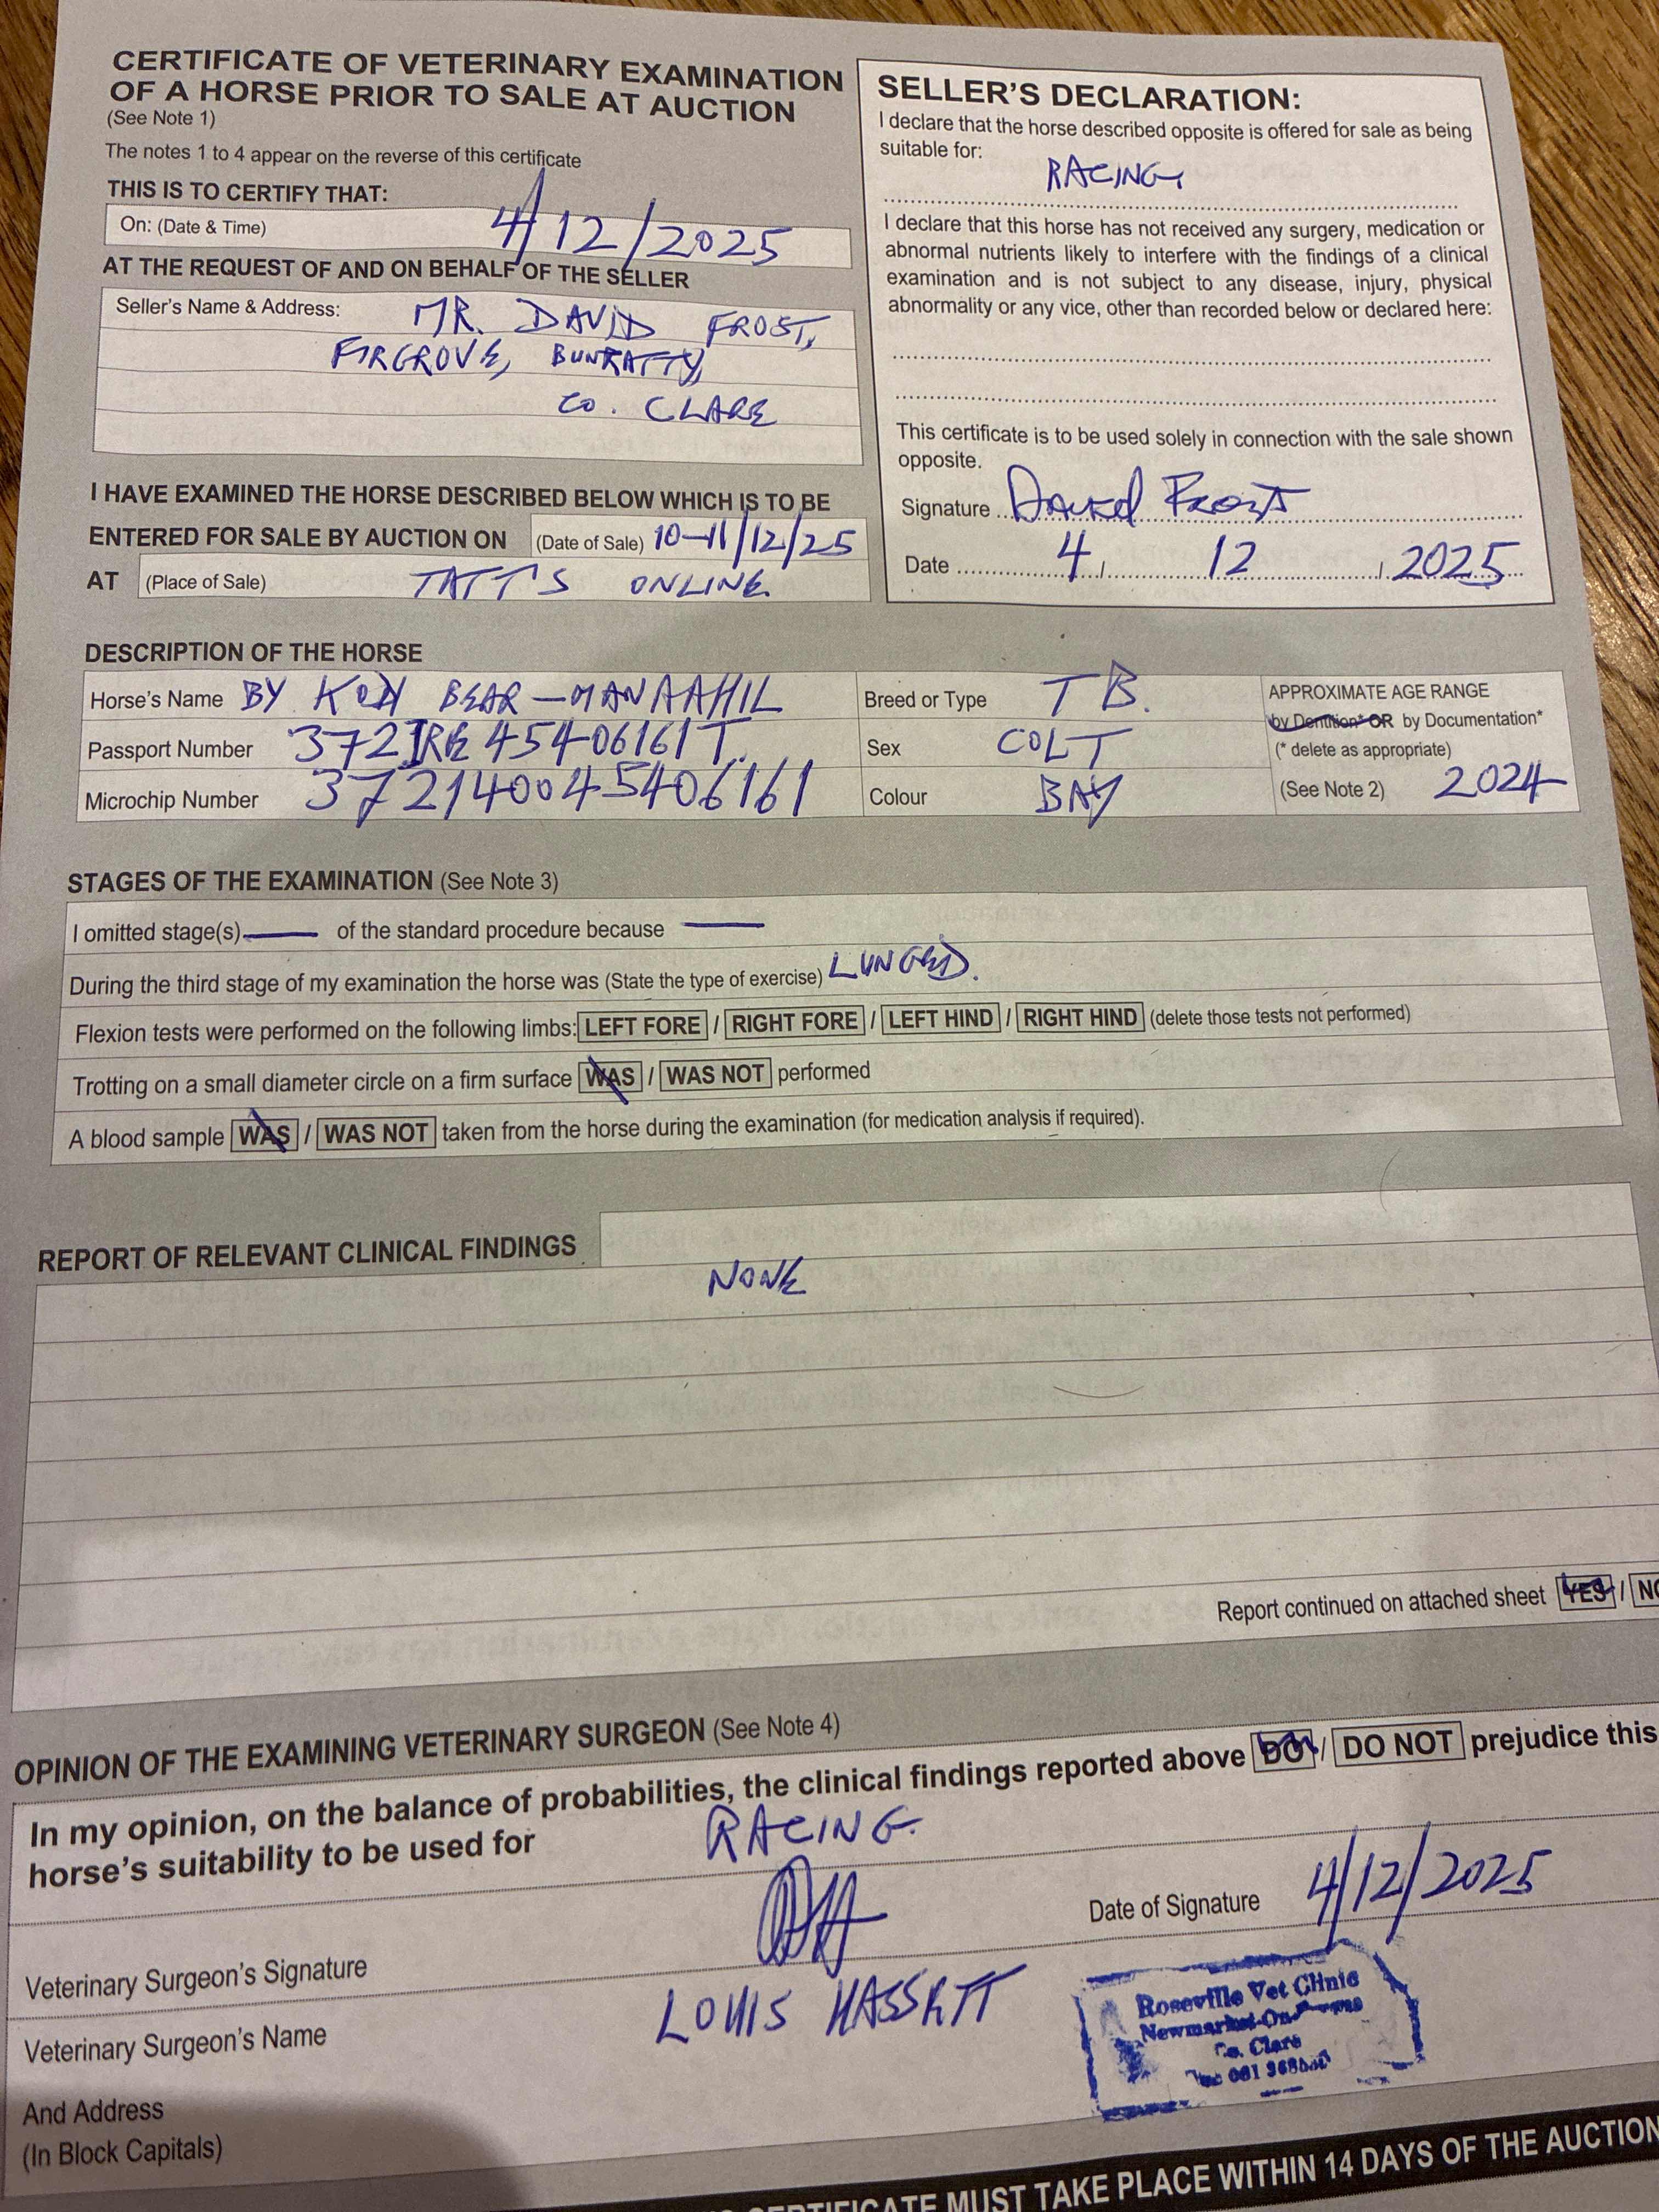 CERTIFICATE OF VETERINARY EXAMINATION
OF A HORSE PRIOR TO SALE AT AUCTION
(See Note 1)
The notes 1 to 4 appear on the reverse of this certificate
THIS IS TO CERTIFY THAT:
On: (Date & Time) 4/12/2025
AT THE REQUEST OF AND ON BEHALF OF THE SELLER
Seller's Name & Address: MR. DAVID FROST,
FIRGROVE, BUNRATTY,
CO. CLARE
I HAVE EXAMINED THE HORSE DESCRIBED BELOW WHICH IS TO BE
ENTERED FOR SALE BY AUCTION ON (Date of Sale) 10-11/12/25
AT (Place of Sale) TATT'S ONLINE.
SELLER'S DECLARATION:
I declare that the horse described opposite is offered for sale as being
suitable for:
RACING
I declare that this horse has not received any surgery, medication or
abnormal nutrients likely to interfere with the findings of a clinical
examination and is not subject to any disease, injury, physical
abnormality or any vice, other than recorded below or declared here:
This certificate is to be used solely in connection with the sale shown
opposite.
Signature David Frost
Date 4 / 12 / 2025
DESCRIPTION OF THE HORSE
Horse's Name BY KODI BEAR - MANAAHIL
Passport Number 372IRE45406161T.
Microchip Number 372140045406161
Breed or Type TB.
Sex COLT
Colour BAY
APPROXIMATE AGE RANGE
by Dentition* OR by Documentation*
(* delete as appropriate)
(See Note 2) 2024
STAGES OF THE EXAMINATION (See Note 3)
I omitted stage(s) — of the standard procedure because —
During the third stage of my examination the horse was (State the type of exercise) LUNGED.
Flexion tests were performed on the following limbs: LEFT FORE / RIGHT FORE / LEFT HIND / RIGHT HIND (delete those tests not performed)
Trotting on a small diameter circle on a firm surface WAS / WAS NOT performed
A blood sample WAS / WAS NOT taken from the horse during the examination (for medication analysis if required).
REPORT OF RELEVANT CLINICAL FINDINGS
NONE
Report continued on attached sheet YES / NO
OPINION OF THE EXAMINING VETERINARY SURGEON (See Note 4)
In my opinion, on the balance of probabilities, the clinical findings reported above DO / DO NOT prejudice this
horse's suitability to be used for RACING.
Veterinary Surgeon's Signature
Date of Signature 4/12/2025
Veterinary Surgeon's Name LOUIS HASSETT
And Address
(In Block Capitals)
Roseville Vet Clinic
Newmarket-On-
Co. Clare
061
CERTIFICATE MUST TAKE PLACE WITHIN 14 DAYS OF THE AUCTION